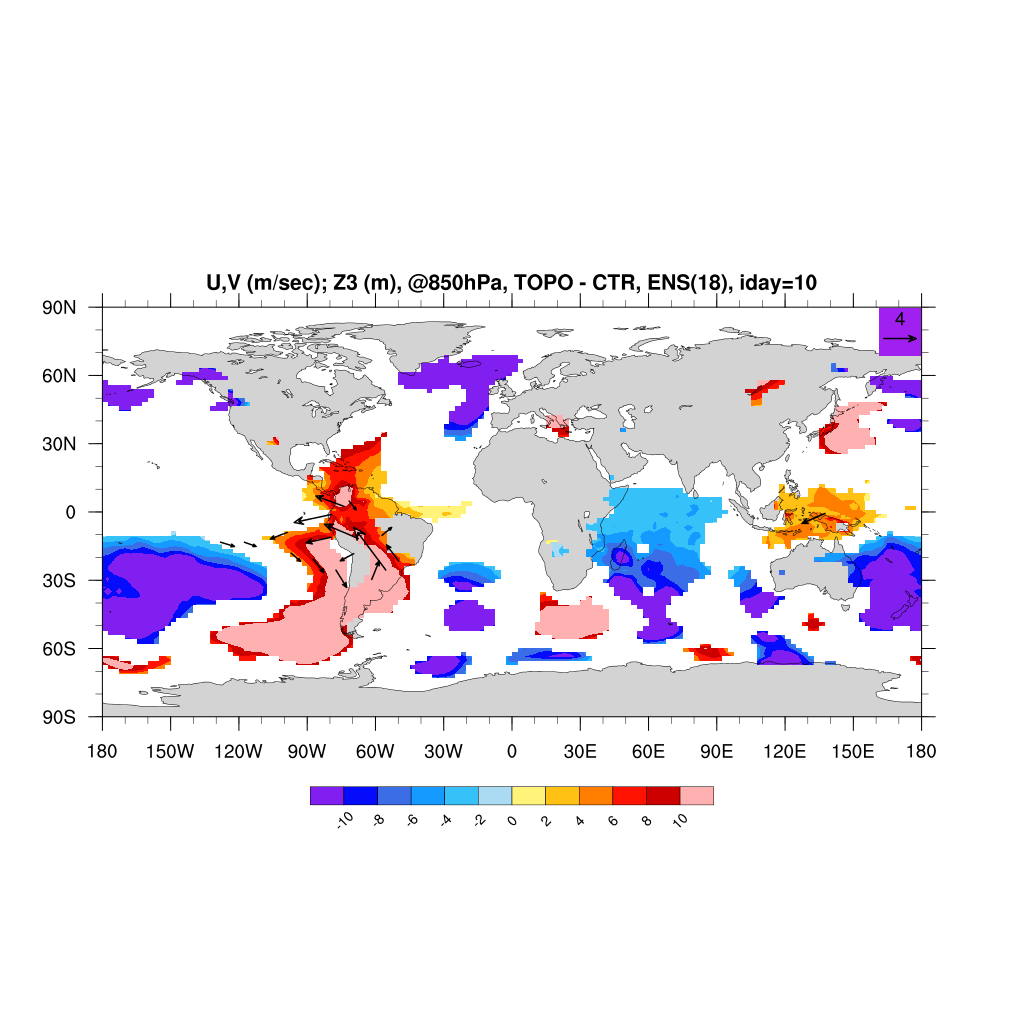 U,V (m/sec); Z3 (m), @850hPa, TOPO - CTR, ENS(18), iday=10
4
90N
60N
30N
0
30S
60S
90S
180 150W 120W 90W 60W 30W 0 30E 60E 90E 120E 150E 180
-10 -8 -6 -4 -2 0 2 4 6 8 10